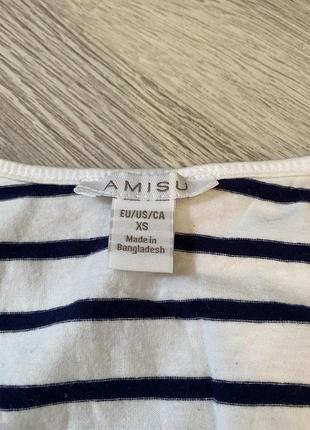 AMISU
EU/US/CA
XS
Made in
Bangladesh